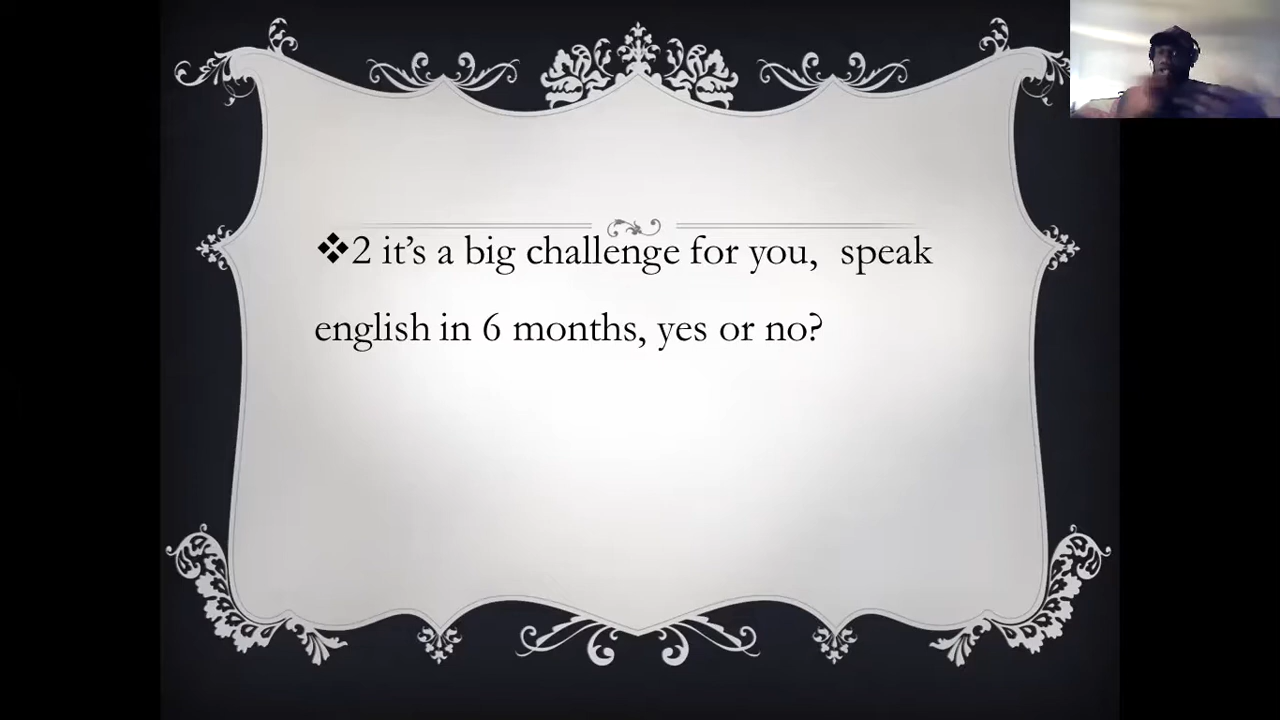 ❖2 it's a big challenge for you, speak
english in 6 months, yes or no?